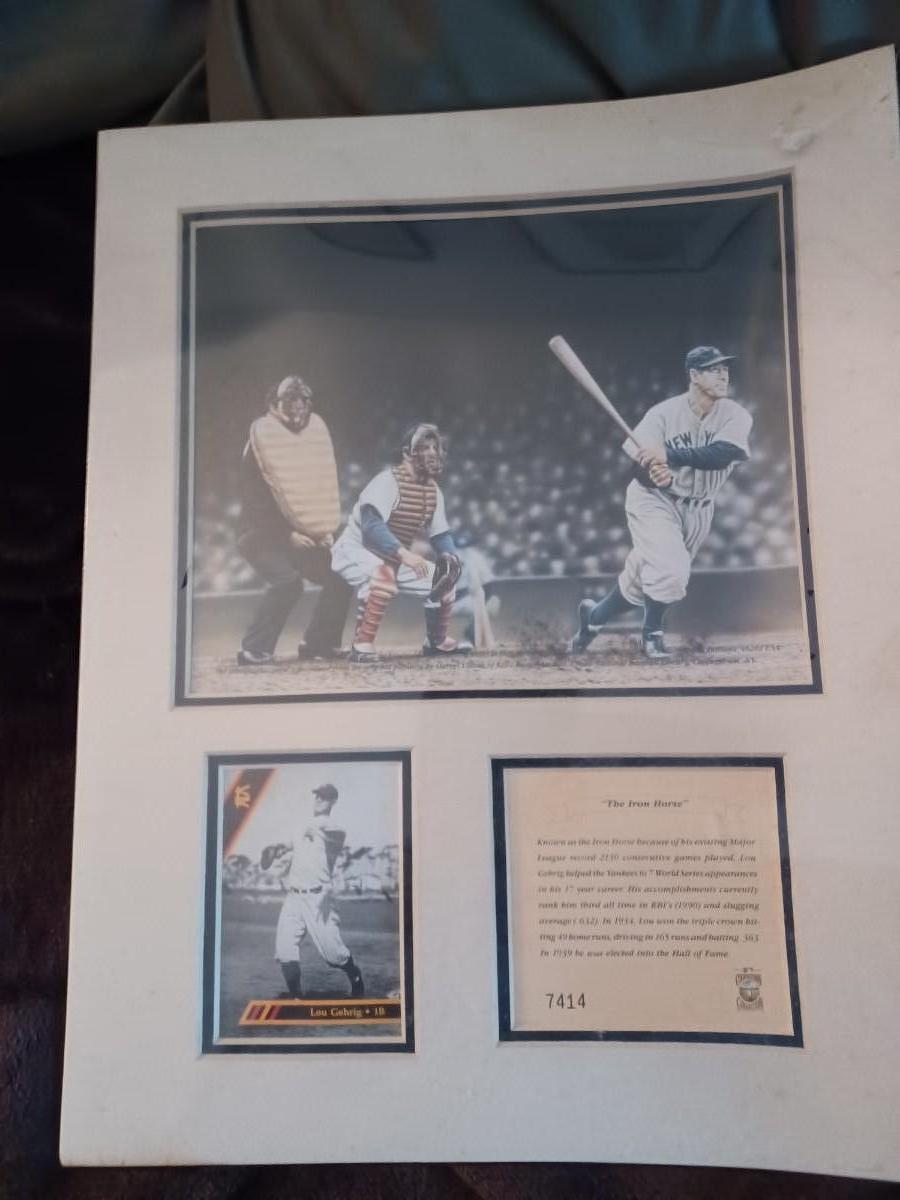 NEW Y
Lou Gehrig • 1B
"The Iron Horse"
Known as the Iron Horse because of his existing Major
League record 2130 consecutive games played, Lou
Gehrig helped the Yankees to 7 World Series appearances
in his 17 year career. His accomplishments currently
rank him third all time in RBI's (1990) and slugging
average (.632). In 1934, Lou won the triple crown hit-
ting 49 home runs, driving in 165 runs and batting .363
In 1939 he was elected into the Hall of Fame.
7414